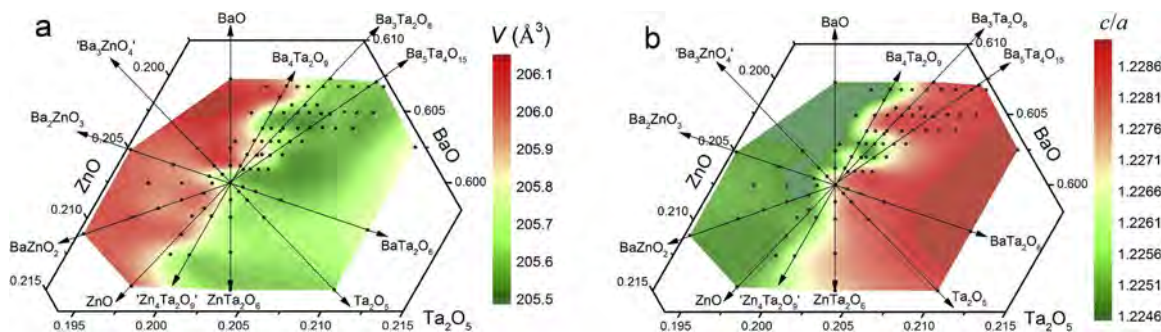 a
BaO
Ba₃Ta₂O₈
V (Å³)
'Ba₃ZnO₄'
0.610
Ba₄Ta₂O₉
Ba₅Ta₄O₁₅
0.200
Ba₂ZnO₃
0.205
0.605
ZnO
BaO
0.600
0.210
BaZnO₂
BaTa₂O₆
0.215
ZnO
'Zn₄Ta₂O₉'
ZnTa₂O₆
Ta₂O₅
Ta₂O₅
0.195
0.200
0.205
0.210
0.215
206.1
206.0
205.9
205.8
205.7
205.6
205.5
b
BaO
Ba₃Ta₂O₈
c/a
'Ba₃ZnO₄'
0.610
Ba₄Ta₂O₉
Ba₅Ta₄O₁₅
0.200
Ba₂ZnO₃
0.205
0.605
ZnO
BaO
0.600
0.210
BaZnO₂
BaTa₂O₆
0.215
ZnO
'Zn₄Ta₂O₉'
ZnTa₂O₆
Ta₂O₅
Ta₂O₅
0.195
0.200
0.205
0.210
0.215
1.2286
1.2281
1.2276
1.2271
1.2266
1.2261
1.2256
1.2251
1.2246